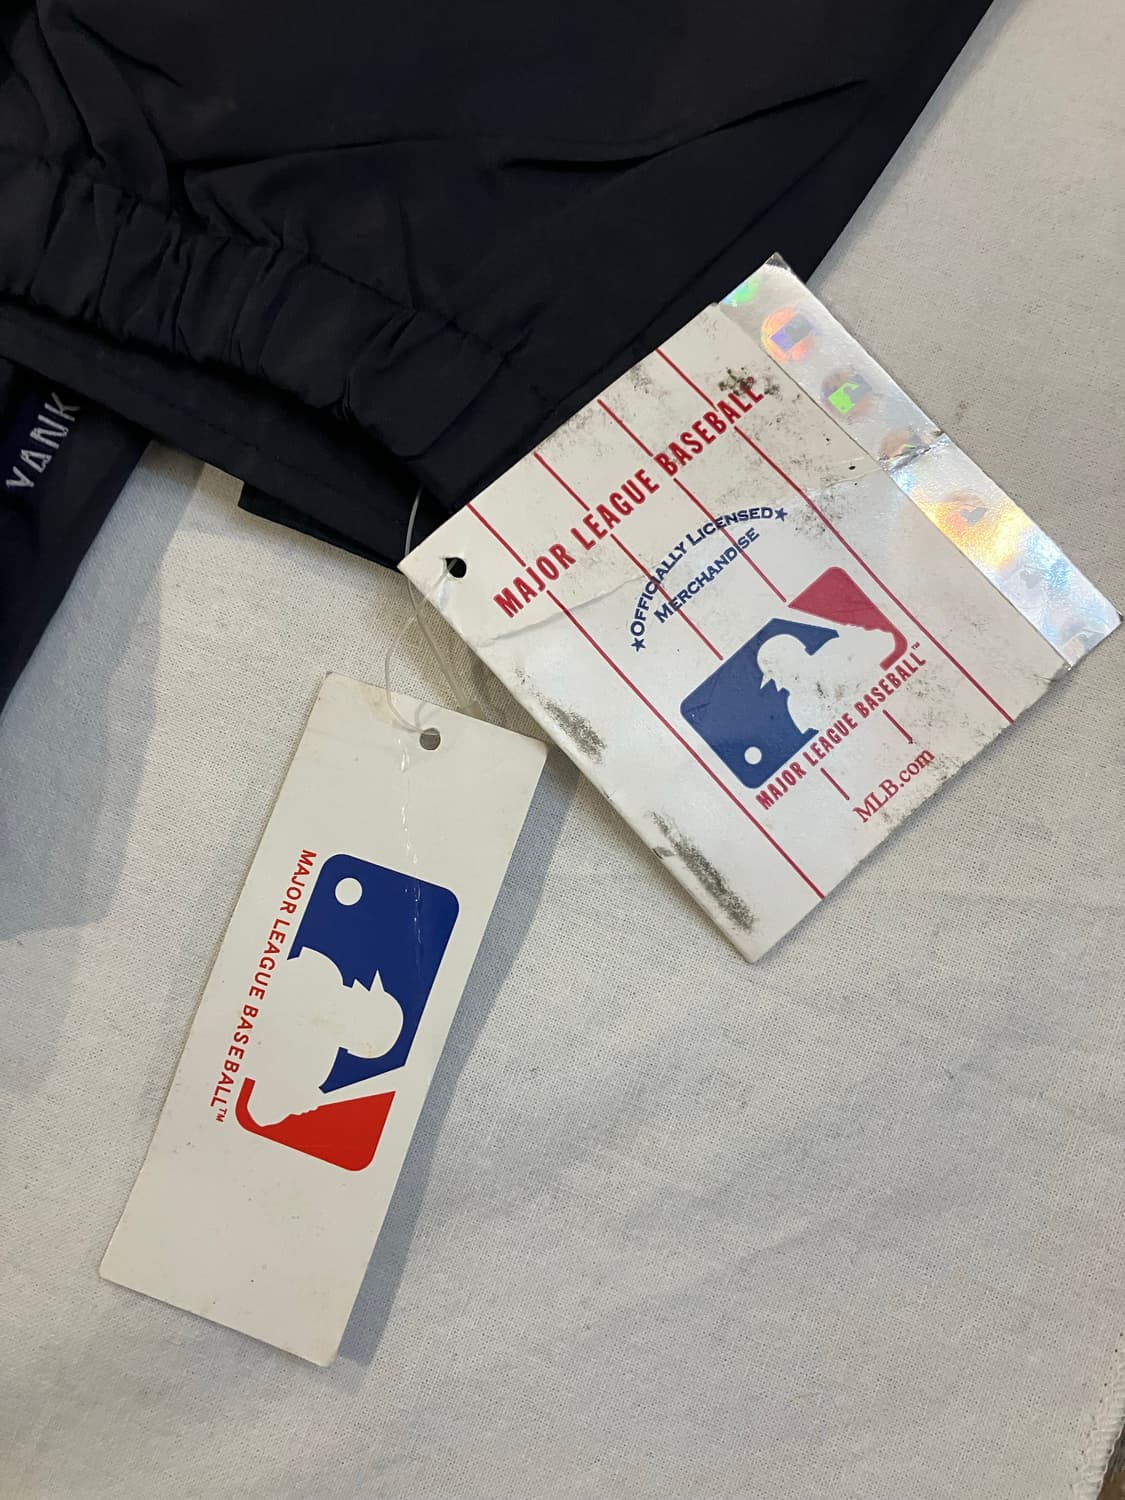 YANK
MAJOR LEAGUE BASEBALL
★OFFICIALLY LICENSED★
MERCHANDISE
MAJOR LEAGUE BASEBALL™
MLB.com
MAJOR LEAGUE BASEBALL™